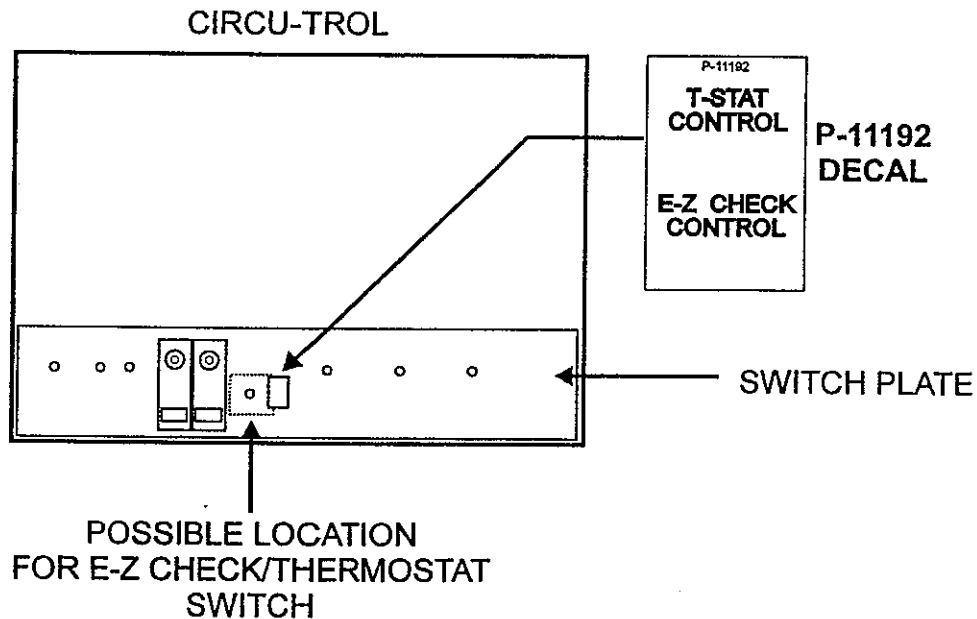 CIRCU-TROL
P-11192
T-STAT
CONTROL
E-Z CHECK
CONTROL
P-11192
DECAL
SWITCH PLATE
POSSIBLE LOCATION
FOR E-Z CHECK/THERMOSTAT
SWITCH